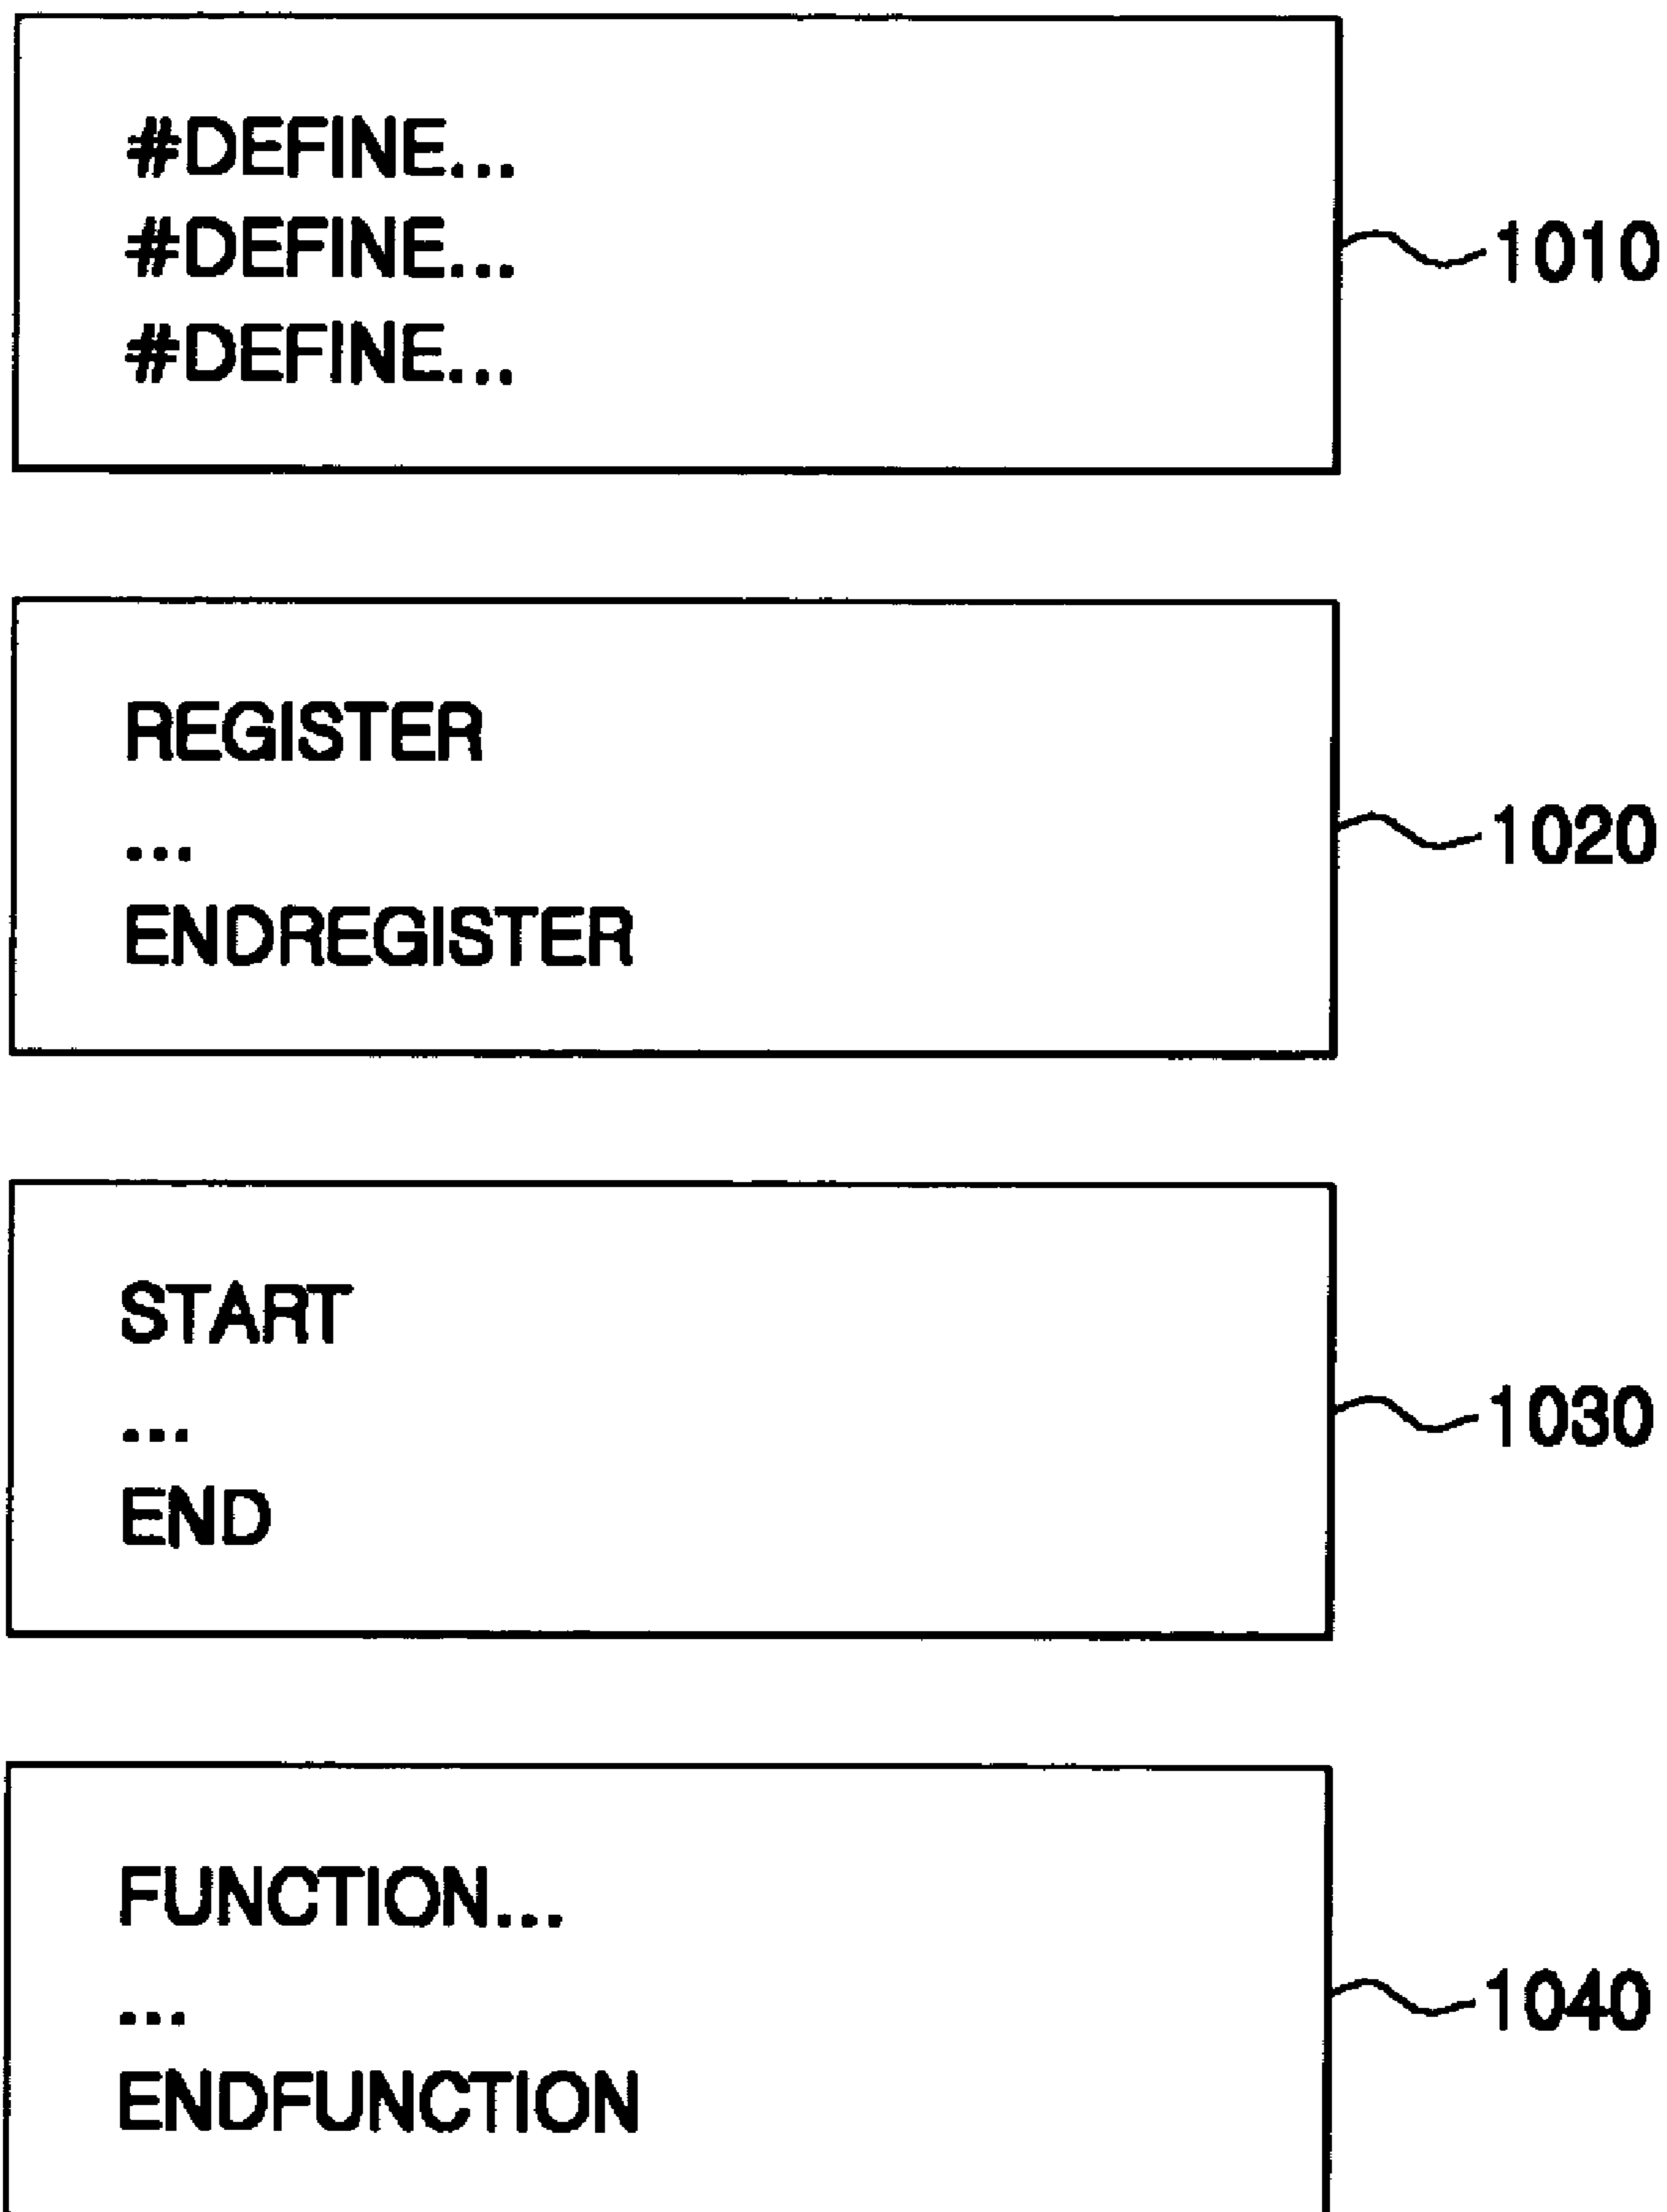 #DEFINE...
#DEFINE...
#DEFINE...
1010
REGISTER
...
ENDREGISTER
1020
START
...
END
1030
FUNCTION...
...
ENDFUNCTION
1040